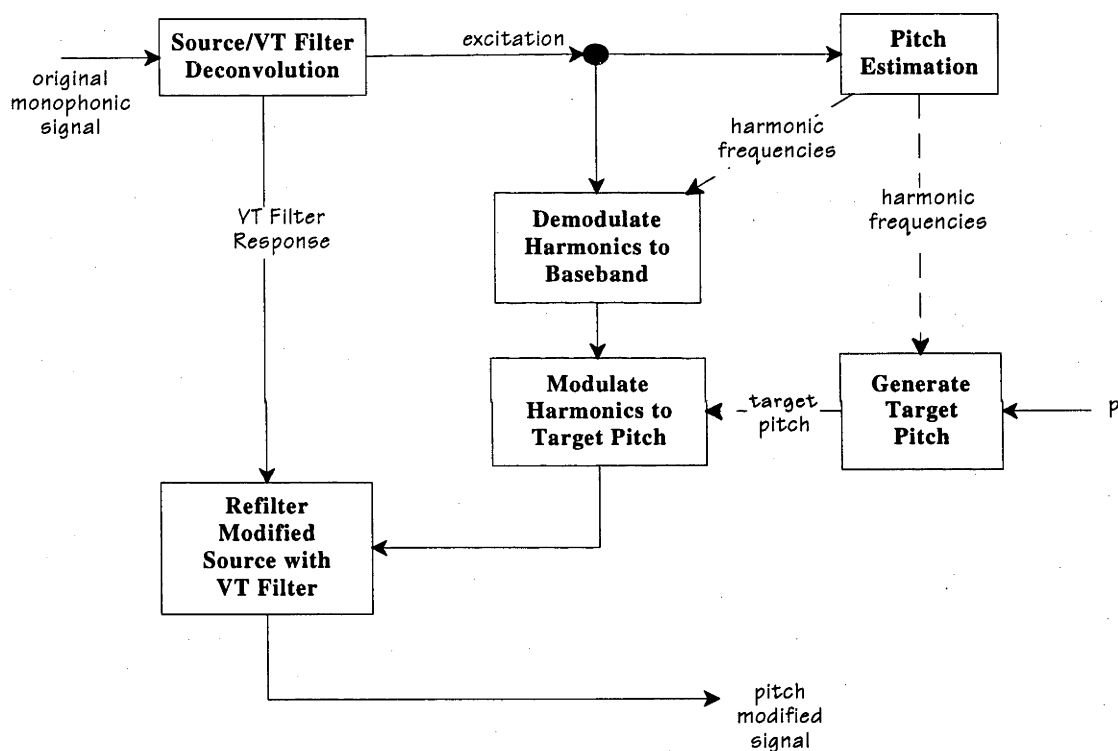 Source/VT Filter
Deconvolution
excitation
Pitch
Estimation
original
monophonic
signal
harmonic
frequencies
VT Filter
Response
Demodulate
Harmonics to
Baseband
harmonic
frequencies
Modulate
Harmonics to
Target Pitch
target
pitch
Generate
Target
Pitch
p
Refilter
Modified
Source with
VT Filter
pitch
modified
signal